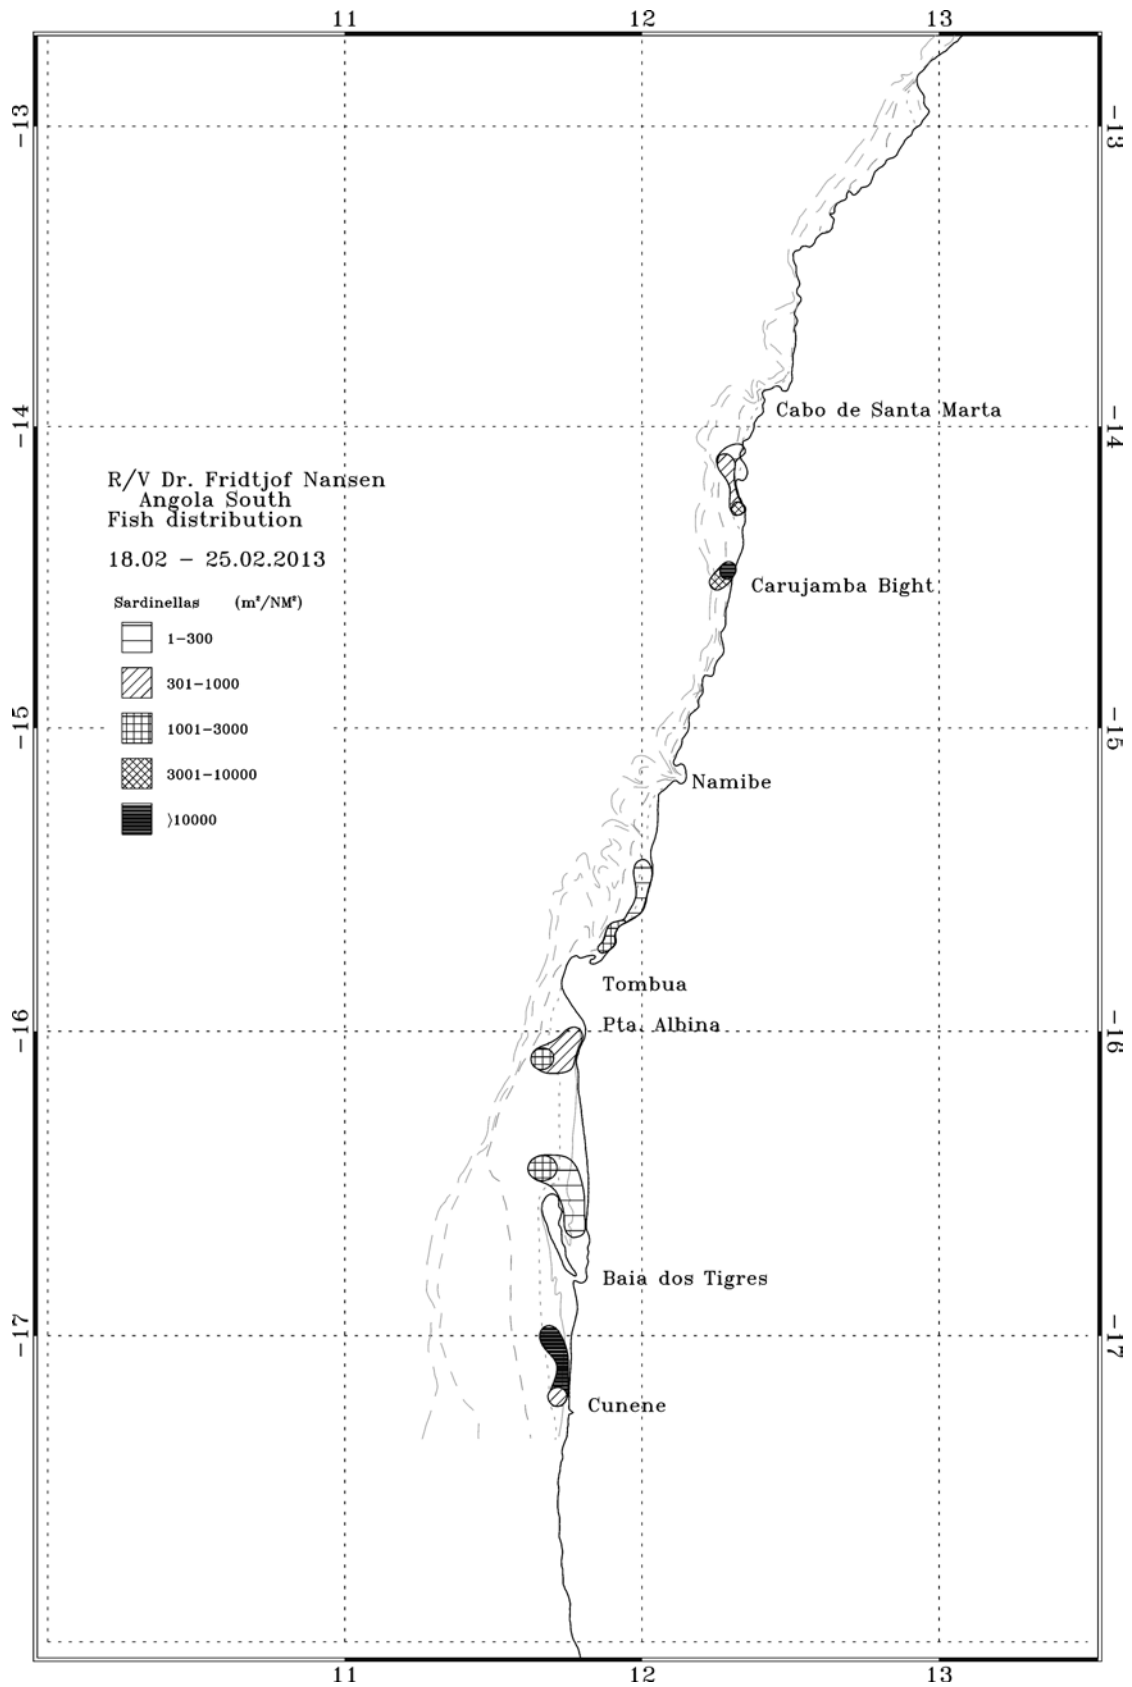 11 12 13
-13 -13
Cabo de Santa Marta
-14 -14
R/V Dr. Fridtjof Nansen
Angola South
Fish distribution
18.02 - 25.02.2013
Carujamba Bight
Sardinellas (m²/NM²)
1-300
301-1000
1001-3000
3001-10000
>10000
-15 -15
Namibe
Tombua
Pta. Albina
-16 -16
Baia dos Tigres
-17 -17
Cunene
11 12 13